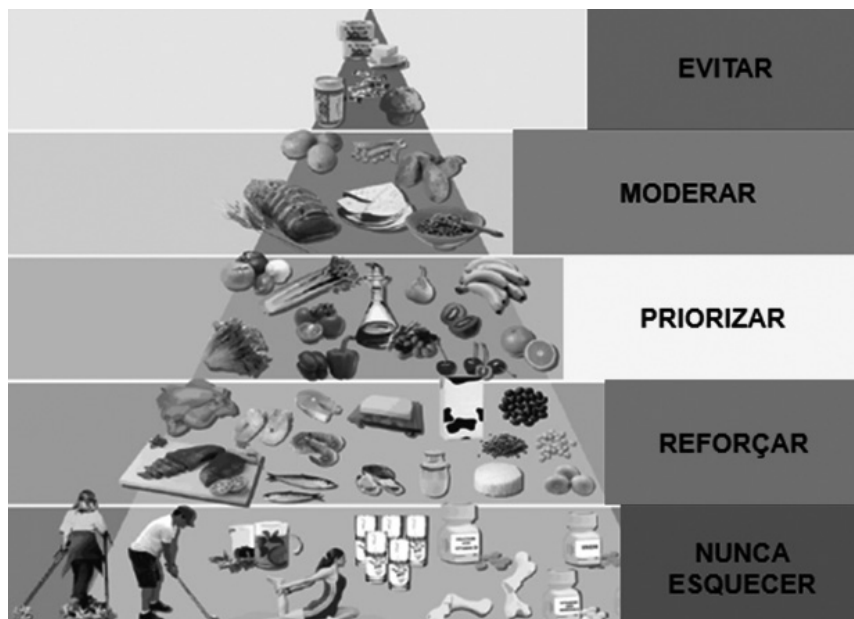 EVITAR
MODERAR
PRIORIZAR
REFORÇAR
NUNCA
ESQUECER